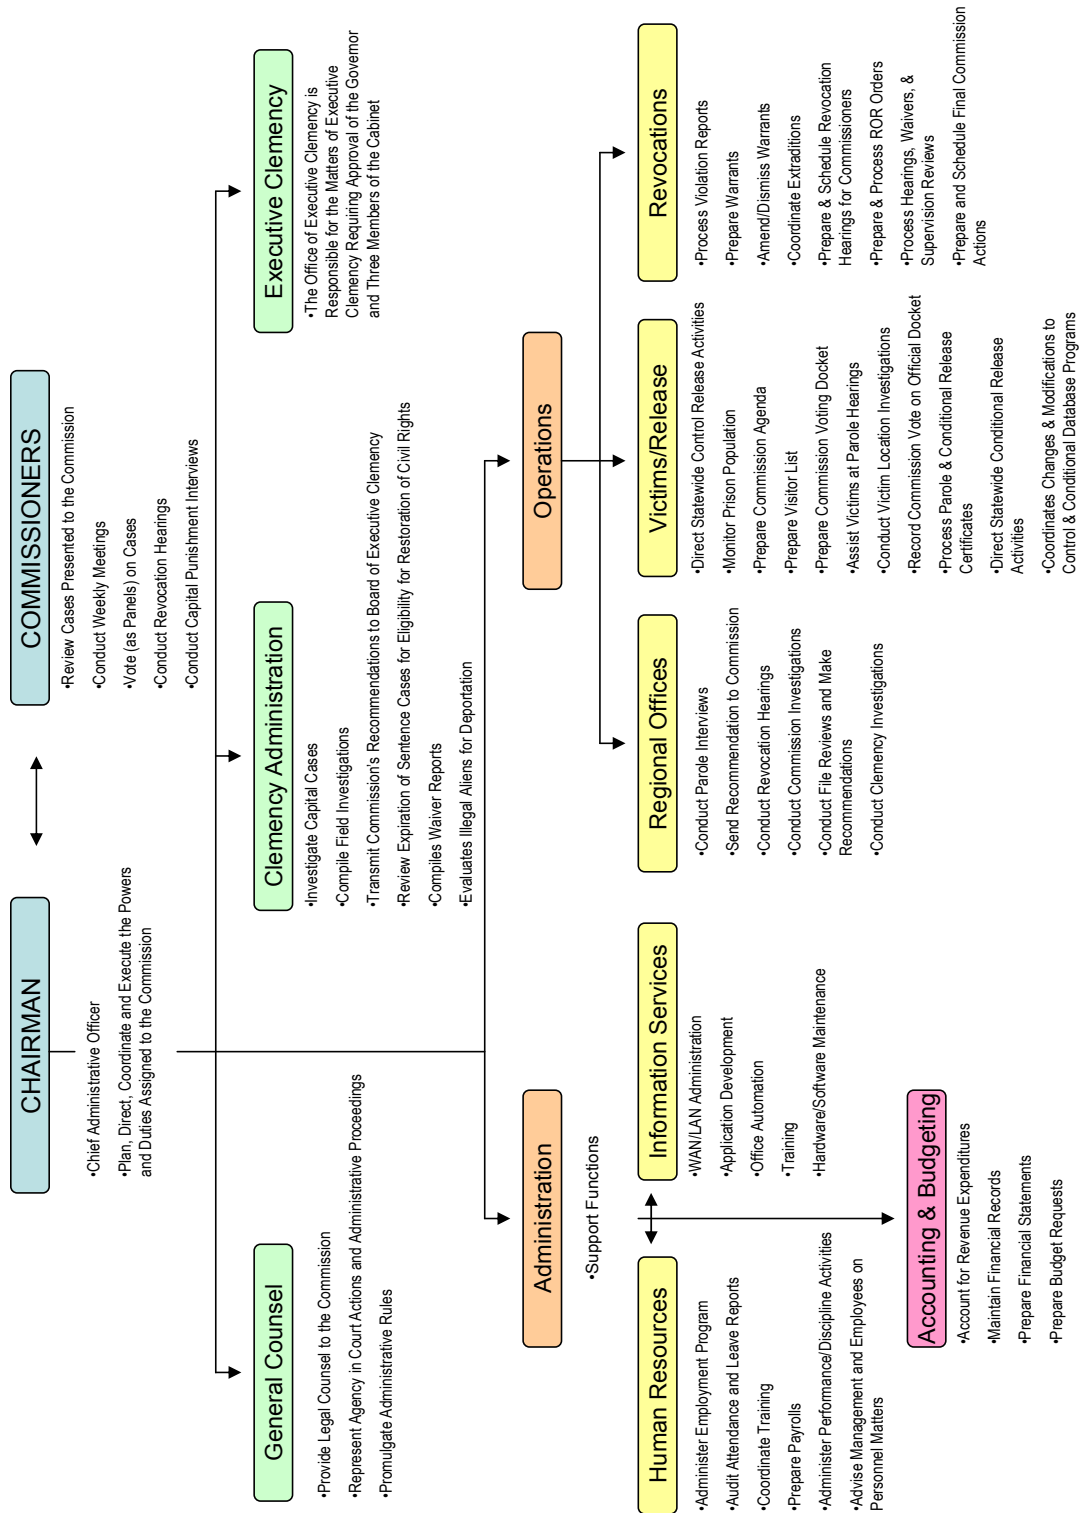 CHAIRMAN
•Chief Administrative Officer
•Plan, Direct, Coordinate and Execute the Powers
and Duties Assigned to the Commission
COMMISSIONERS
•Review Cases Presented to the Commission
•Conduct Weekly Meetings
•Vote (as Panels) on Cases
•Conduct Revocation Hearings
•Conduct Capital Punishment Interviews
General Counsel
•Provide Legal Counsel to the Commission
•Represent Agency in Court Actions and Administrative Proceedings
•Promulgate Administrative Rules
Clemency Administration
•Investigate Capital Cases
•Compile Field Investigations
•Transmit Commission's Recommendations to Board of Executive Clemency
•Review Expiration of Sentence Cases for Eligibility for Restoration of Civil Rights
•Compiles Waiver Reports
•Evaluates Illegal Aliens for Deportation
Executive Clemency
•The Office of Executive Clemency is
Responsible for the Matters of Executive
Clemency Requiring Approval of the Governor
and Three Members of the Cabinet
Administration
•Support Functions
Operations
Human Resources
•Administer Employment Program
•Audit Attendance and Leave Reports
•Coordinate Training
•Prepare Payrolls
•Administer Performance/Discipline Activities
•Advise Management and Employees on
Personnel Matters
Information Services
•WAN/LAN Administration
•Application Development
•Office Automation
•Training
•Hardware/Software Maintenance
Regional Offices
•Conduct Parole Interviews
•Send Recommendation to Commission
•Conduct Revocation Hearings
•Conduct Commission Investigations
•Conduct File Reviews and Make
Recommendations
•Conduct Clemency Investigations
Victims/Release
•Direct Statewide Control Release Activities
•Monitor Prison Population
•Prepare Commission Agenda
•Prepare Visitor List
•Prepare Commission Voting Docket
•Assist Victims at Parole Hearings
•Conduct Victim Location Investigations
•Record Commission Vote on Official Docket
•Process Parole & Conditional Release
Certificates
•Direct Statewide Conditional Release
Activities
•Coordinates Changes & Modifications to
Control & Conditional Database Programs
Revocations
•Process Violation Reports
•Prepare Warrants
•Amend/Dismiss Warrants
•Coordinate Extraditions
•Prepare & Schedule Revocation
Hearings for Commissioners
•Prepare & Process ROR Orders
•Process Hearings, Waivers, &
Supervision Reviews
•Prepare and Schedule Final Commission
Actions
Accounting & Budgeting
•Account for Revenue Expenditures
•Maintain Financial Records
•Prepare Financial Statements
•Prepare Budget Requests